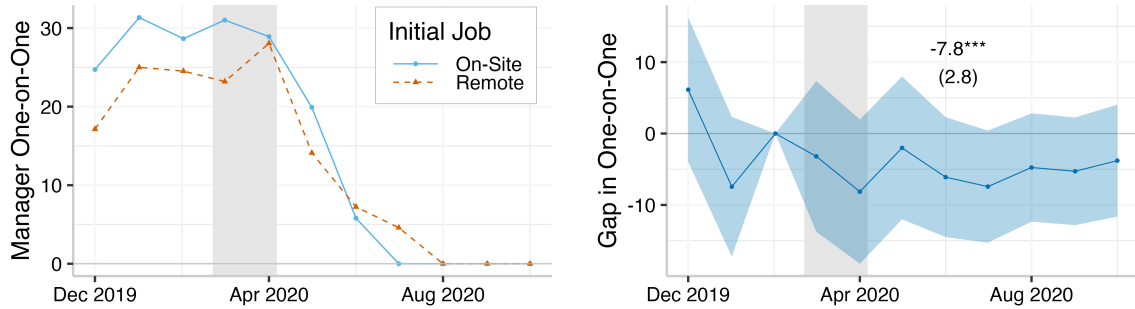 Manager One-on-One
30
20
10
0
Dec 2019
Apr 2020
Aug 2020
Initial Job
On-Site
Remote
Gap in One-on-One
10
0
-10
Dec 2019
Apr 2020
Aug 2020
-7.8***
(2.8)